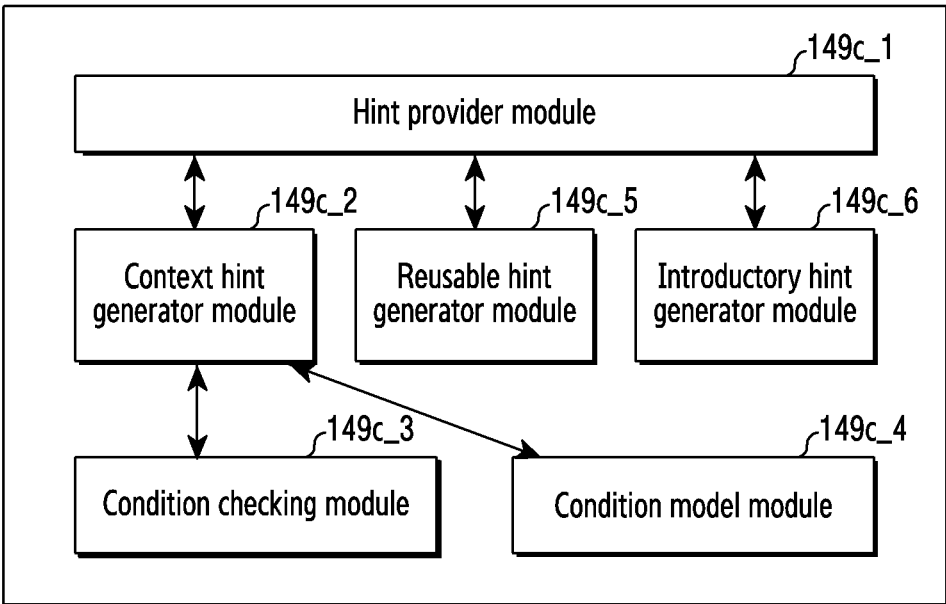 149c_1
Hint provider module
149c_2
149c_5
149c_6
Context hint
generator module
Reusable hint
generator module
Introductory hint
generator module
149c_3
149c_4
Condition checking module
Condition model module